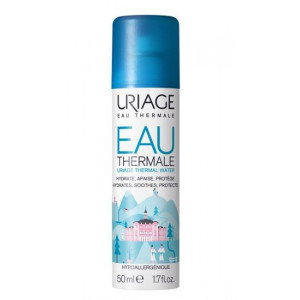 URIAGE
EAU THERMALE
EAU
THERMALE
URIAGE THERMAL WATER
HYDRATE, APAISE, PROTÈGE
HYDRATES, SOOTHES, PROTECTS
HYPOALLERGÉNIQUE
50ml℮ 1.7fl.oz.